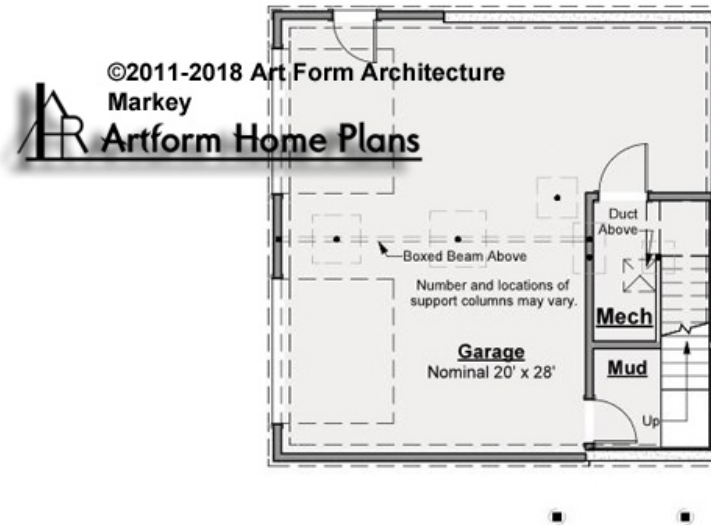 ©2011-2018 Art Form Architecture
Markey
AR Artform Home Plans
Duct
Above
Boxed Beam Above
Number and locations of
support columns may vary.
Mech
Garage
Nominal 20' x 28'
Mud
Up